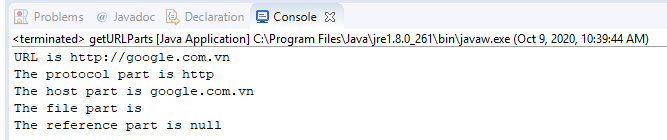 Problems @ Javadoc Declaration Console
<terminated> getURLParts [Java Application] C:\Program Files\Java\jre1.8.0_261\bin\javaw.exe (Oct 9, 2020, 10:39:44 AM)
URL is http://google.com.vn
The protocol part is http
The host part is google.com.vn
The file part is
The reference part is null